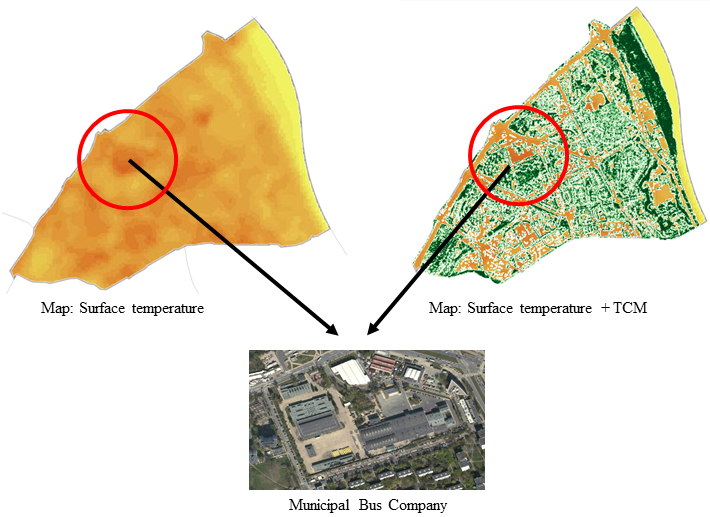 Map: Surface temperature
Map: Surface temperature + TCM
Municipal Bus Company